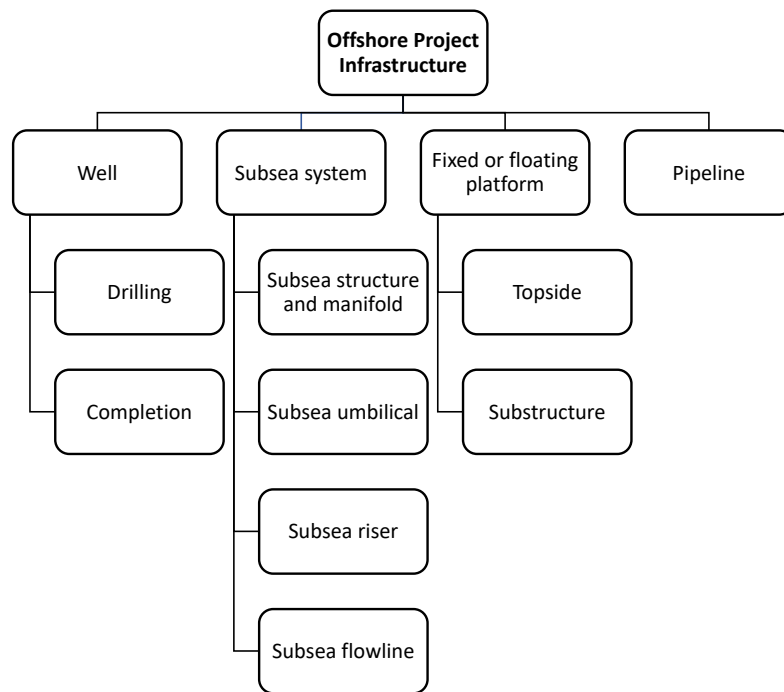 Offshore Project
Infrastructure
Well
Subsea system
Fixed or floating
platform
Pipeline
Drilling
Subsea structure
and manifold
Topside
Completion
Subsea umbilical
Substructure
Subsea riser
Subsea flowline